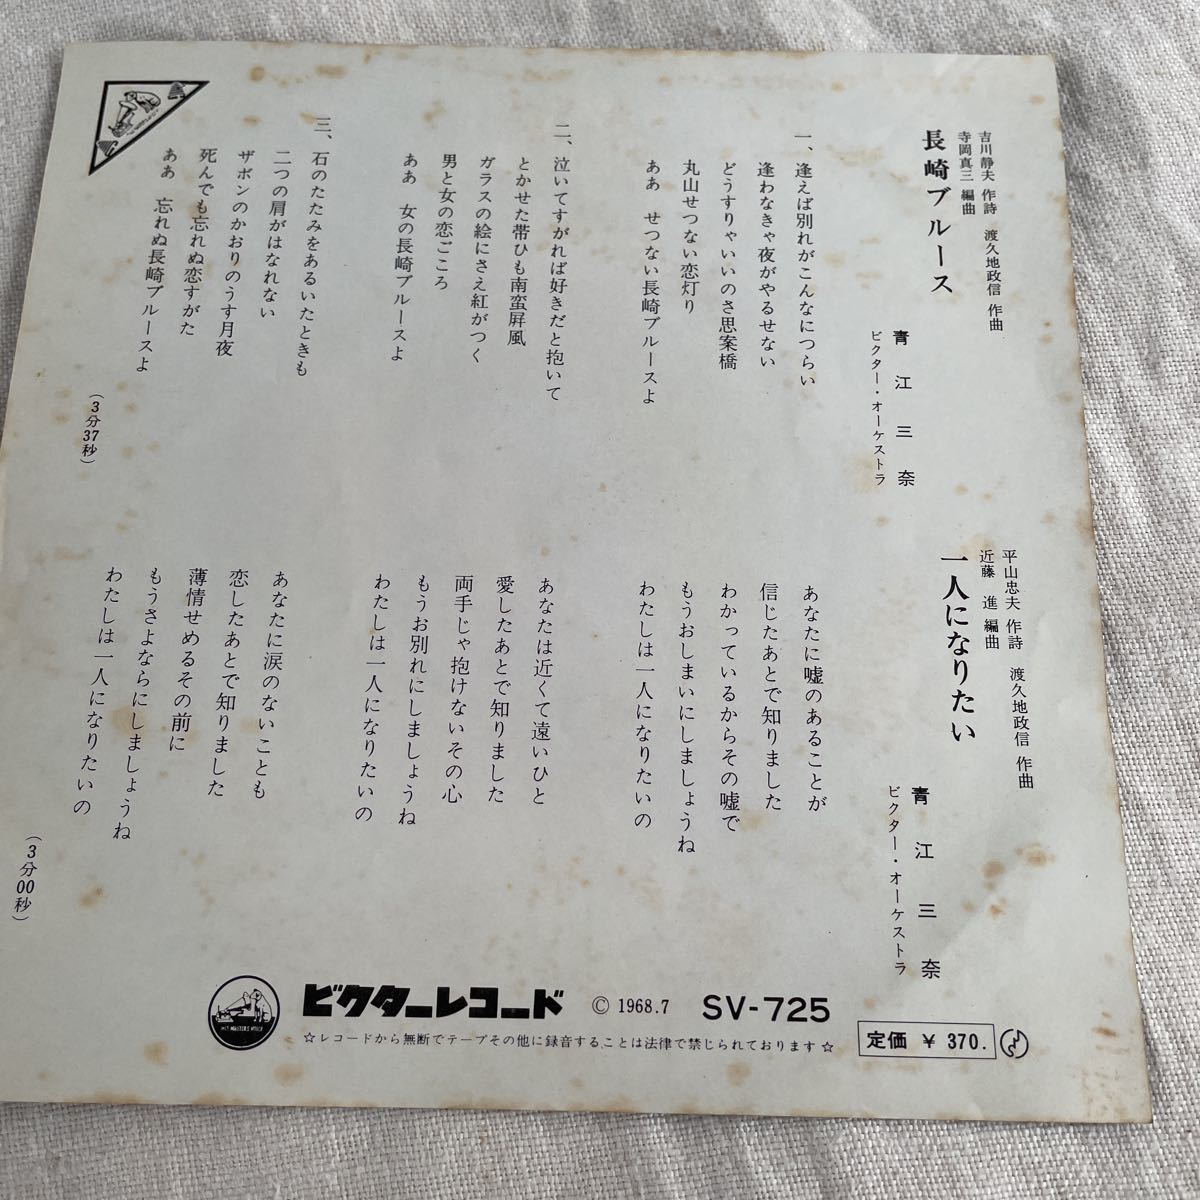 吉川静夫 作詩 渡久地政信 作曲
寺岡真三 編曲
長崎ブルース
青江三奈
ビクター・オーケストラ
一、逢えば別れがこんなにつらい
逢わなきゃ夜がやるせない
どうすりゃいいのさ思案橋
丸山せつない恋灯り
ああ せつない長崎ブルースよ
二、泣いてすがれば好きだと抱いて
とかせた帯ひも南蛮屛風
ガラスの絵にさえ紅がつく
男と女の恋ごころ
ああ 女の長崎ブルースよ
三、石のたたみをあるいたときも
二つの肩がはなれない
ザボンのかおりのうす月夜
死んでも忘れぬ恋すがた
ああ 忘れぬ長崎ブルースよ
(3分37秒)
平山忠夫 作詩 渡久地政信 作曲
近藤 進 編曲
一人になりたい
青江三奈
ビクター・オーケストラ
あなたに嘘のあることが
信じたあとで知りました
わかっているからその嘘で
もうおしまいにしましょうね
わたしは一人になりたいの
あなたは近くて遠いひと
愛したあとで知りました
両手じゃ抱けないその心
もうお別れにしましょうね
わたしは一人になりたいの
あなたに涙のないことも
恋したあとで知りました
薄情せめるその前に
もうさよならにしましょうね
わたしは一人になりたいの
(3分00秒)
HIS MASTERS VOICE
ビクターレコード © 1968.7 SV-725
☆レコードから無断でテープその他に録音することは法律で禁じられております☆
定価 ¥ 370.